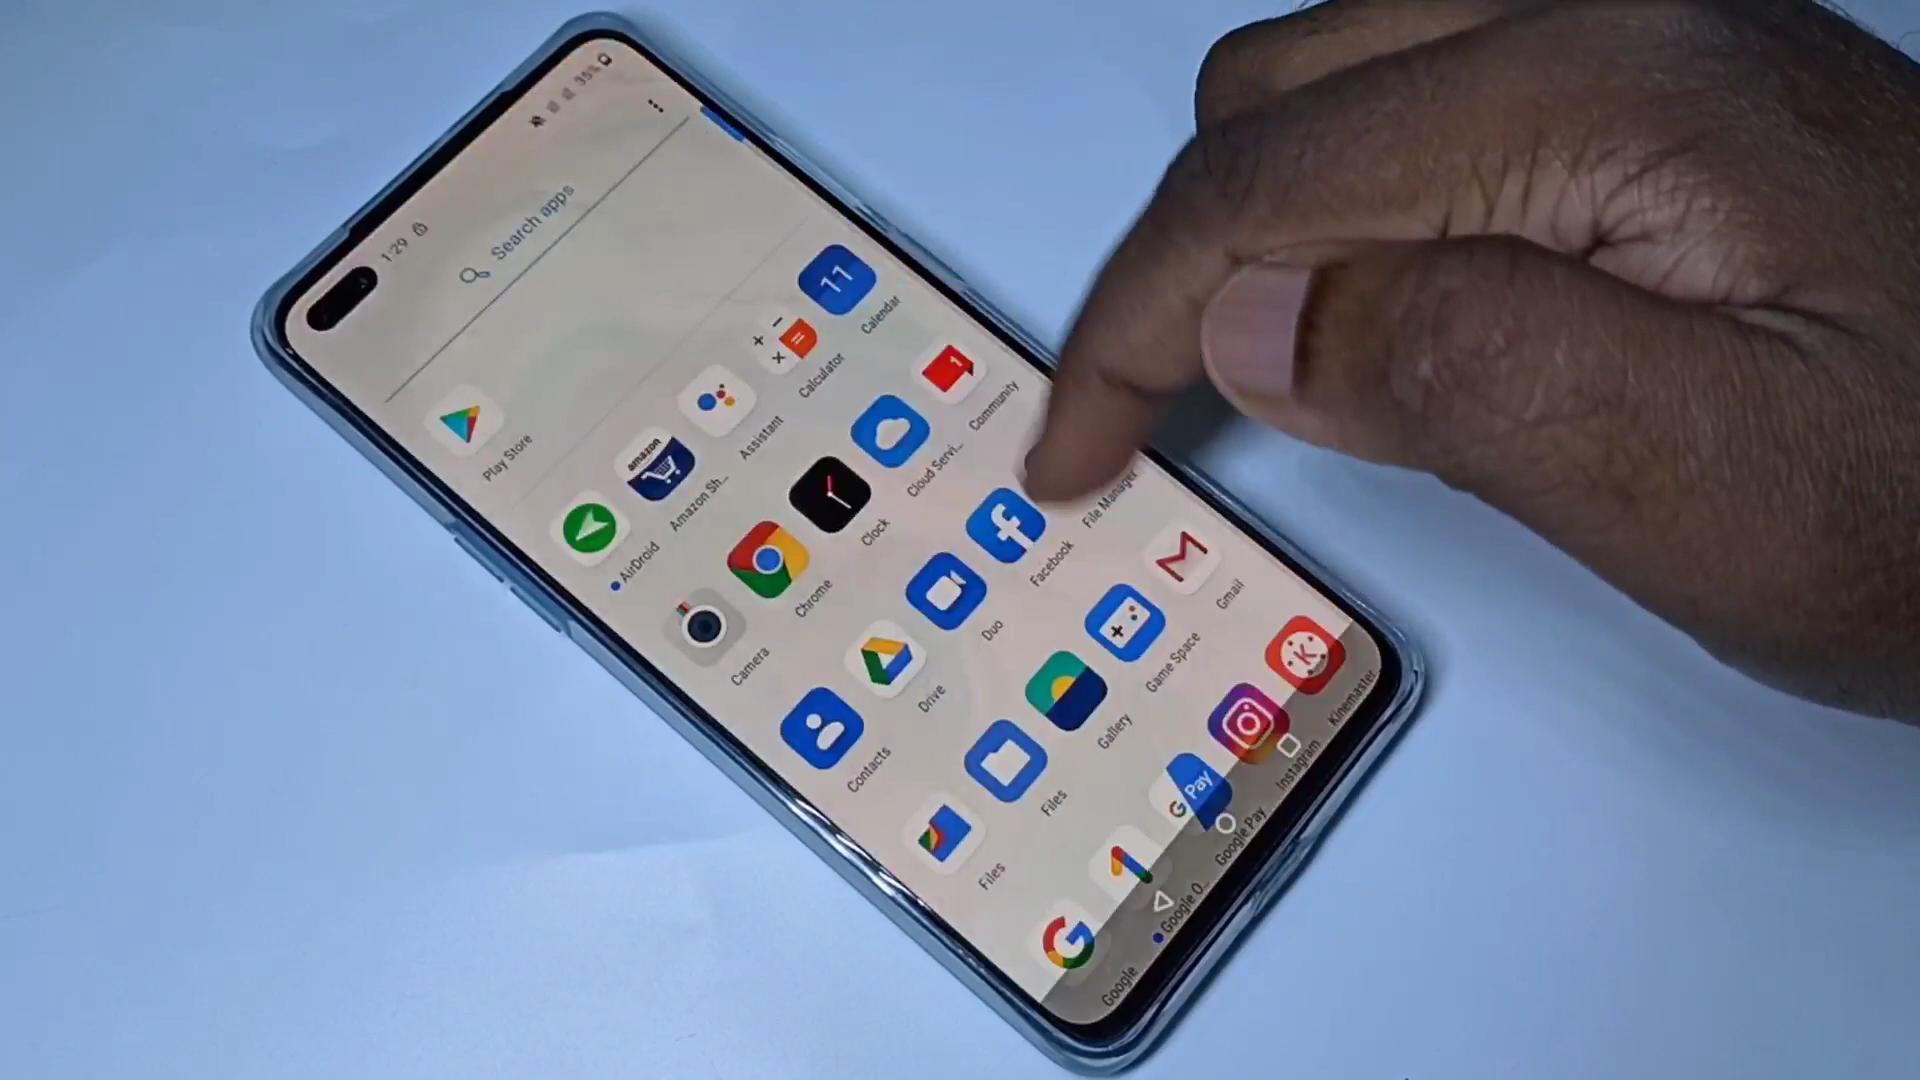 1:29
35%
Search apps
Play Store
AirDroid
amazon
Amazon Sh...
Assistant
Calculator
11
Calendar
Camera
Chrome
Clock
Cloud Servi...
1
Community
Contacts
Drive
Duo
Facebook
File Manager
Files
Files
Gallery
Game Space
Gmail
Google
Google O...
G Pay
Google Pay
Instagram
K
Kinemaster